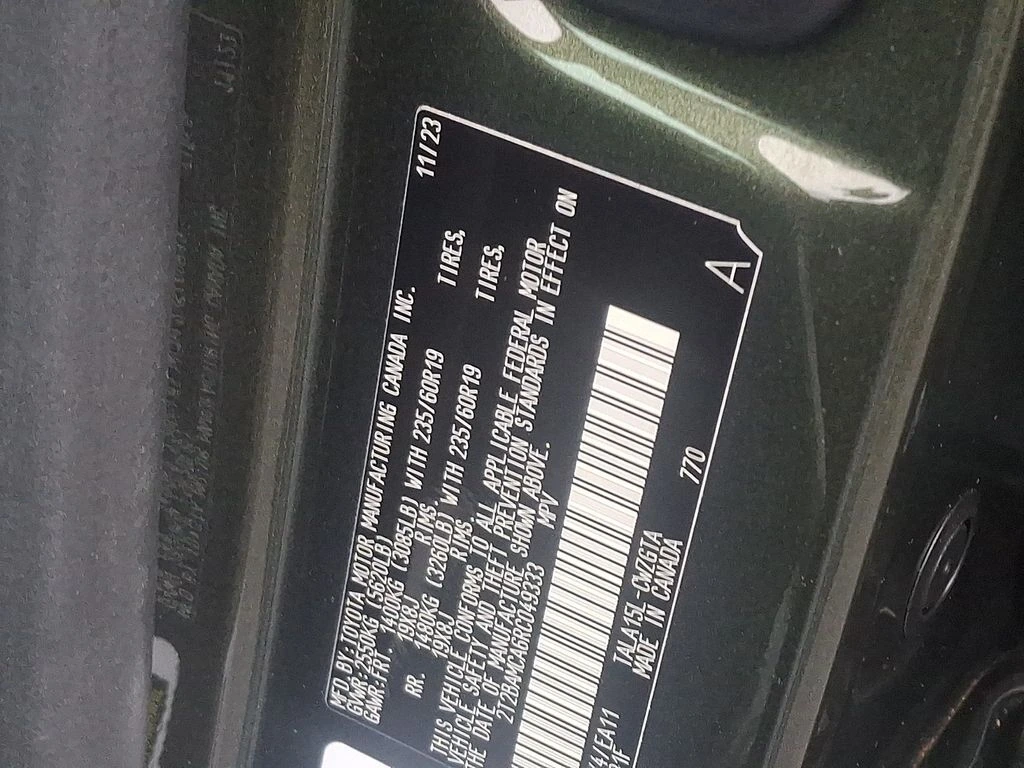 MFD. BY: TOYOTA MOTOR MANUFACTURING CANADA INC. 11/23
GVWR: 2550KG (5620LB)
GAWR: FRT. 1400KG (3085LB) WITH 235/60R19 TIRES,
19X8J RIMS,
RR. 1480KG (3260LB) WITH 235/60R19 TIRES,
19X8J RIMS.
THIS VEHICLE CONFORMS TO ALL APPLICABLE FEDERAL MOTOR
VEHICLE SAFETY AND THEFT PREVENTION STANDARDS IN EFFECT ON
THE DATE OF MANUFACTURE SHOWN ABOVE.
MPV
A
/EA11
TALA15L 770
MADE IN CANADA